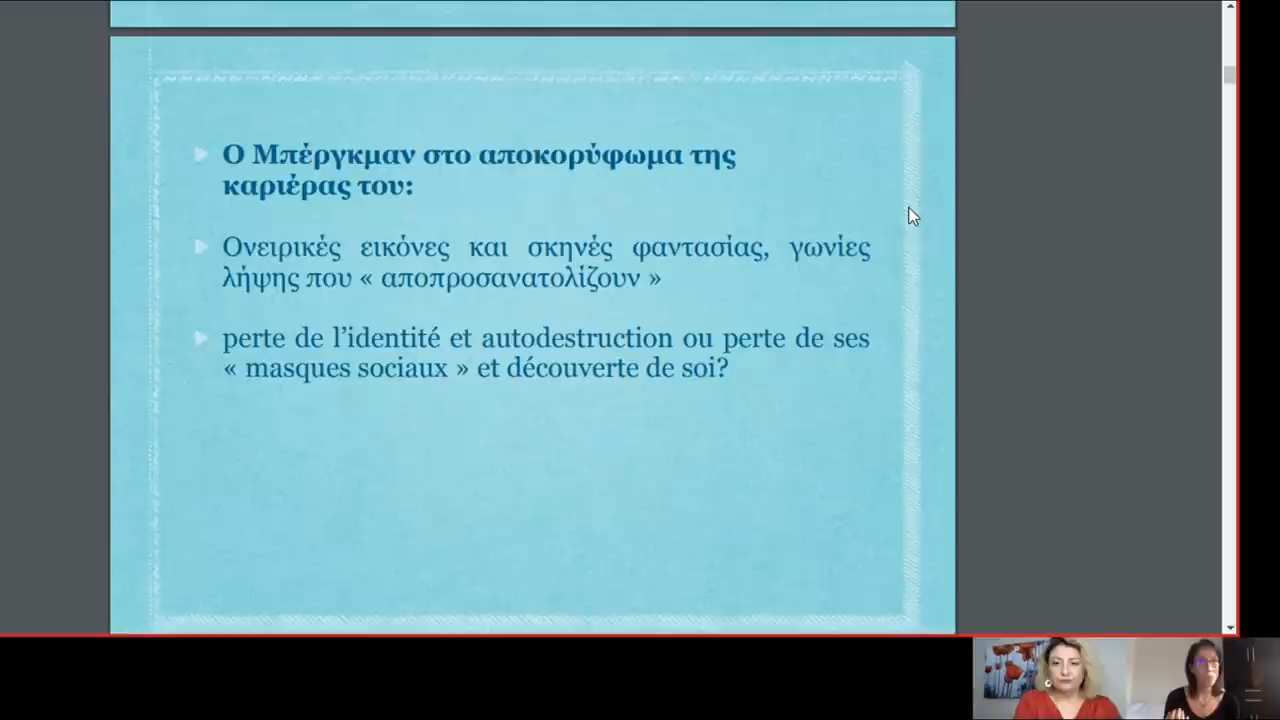 Ο Μπέργκμαν στο αποκορύφωμα της
καριέρας του:
Ονειρικές εικόνες και σκηνές φαντασίας, γωνίες
λήψης που « αποπροσανατολίζουν »
perte de l’identité et autodestruction ou perte de ses
« masques sociaux » et découverte de soi?